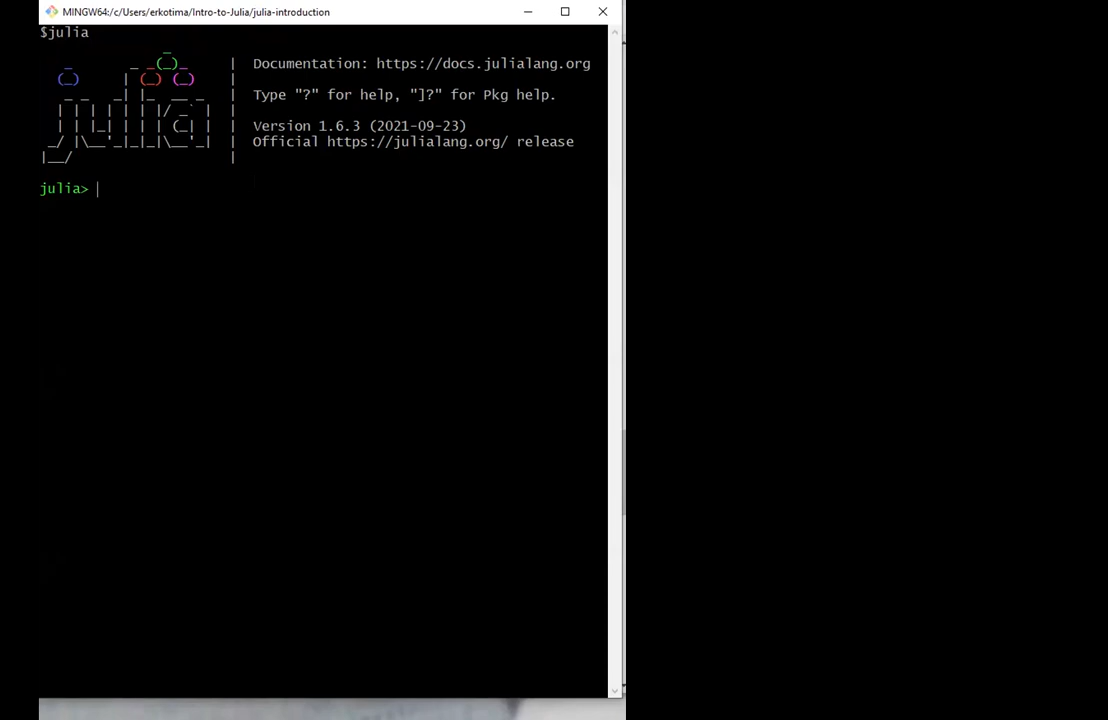 MINGW64:/c/Users/erkotima/Intro-to-Julia/julia-introduction
$julia
Documentation: https://docs.julialang.org
Type "?" for help, "]?" for Pkg help.
Version 1.6.3 (2021-09-23)
Official https://julialang.org/ release
julia
julia>